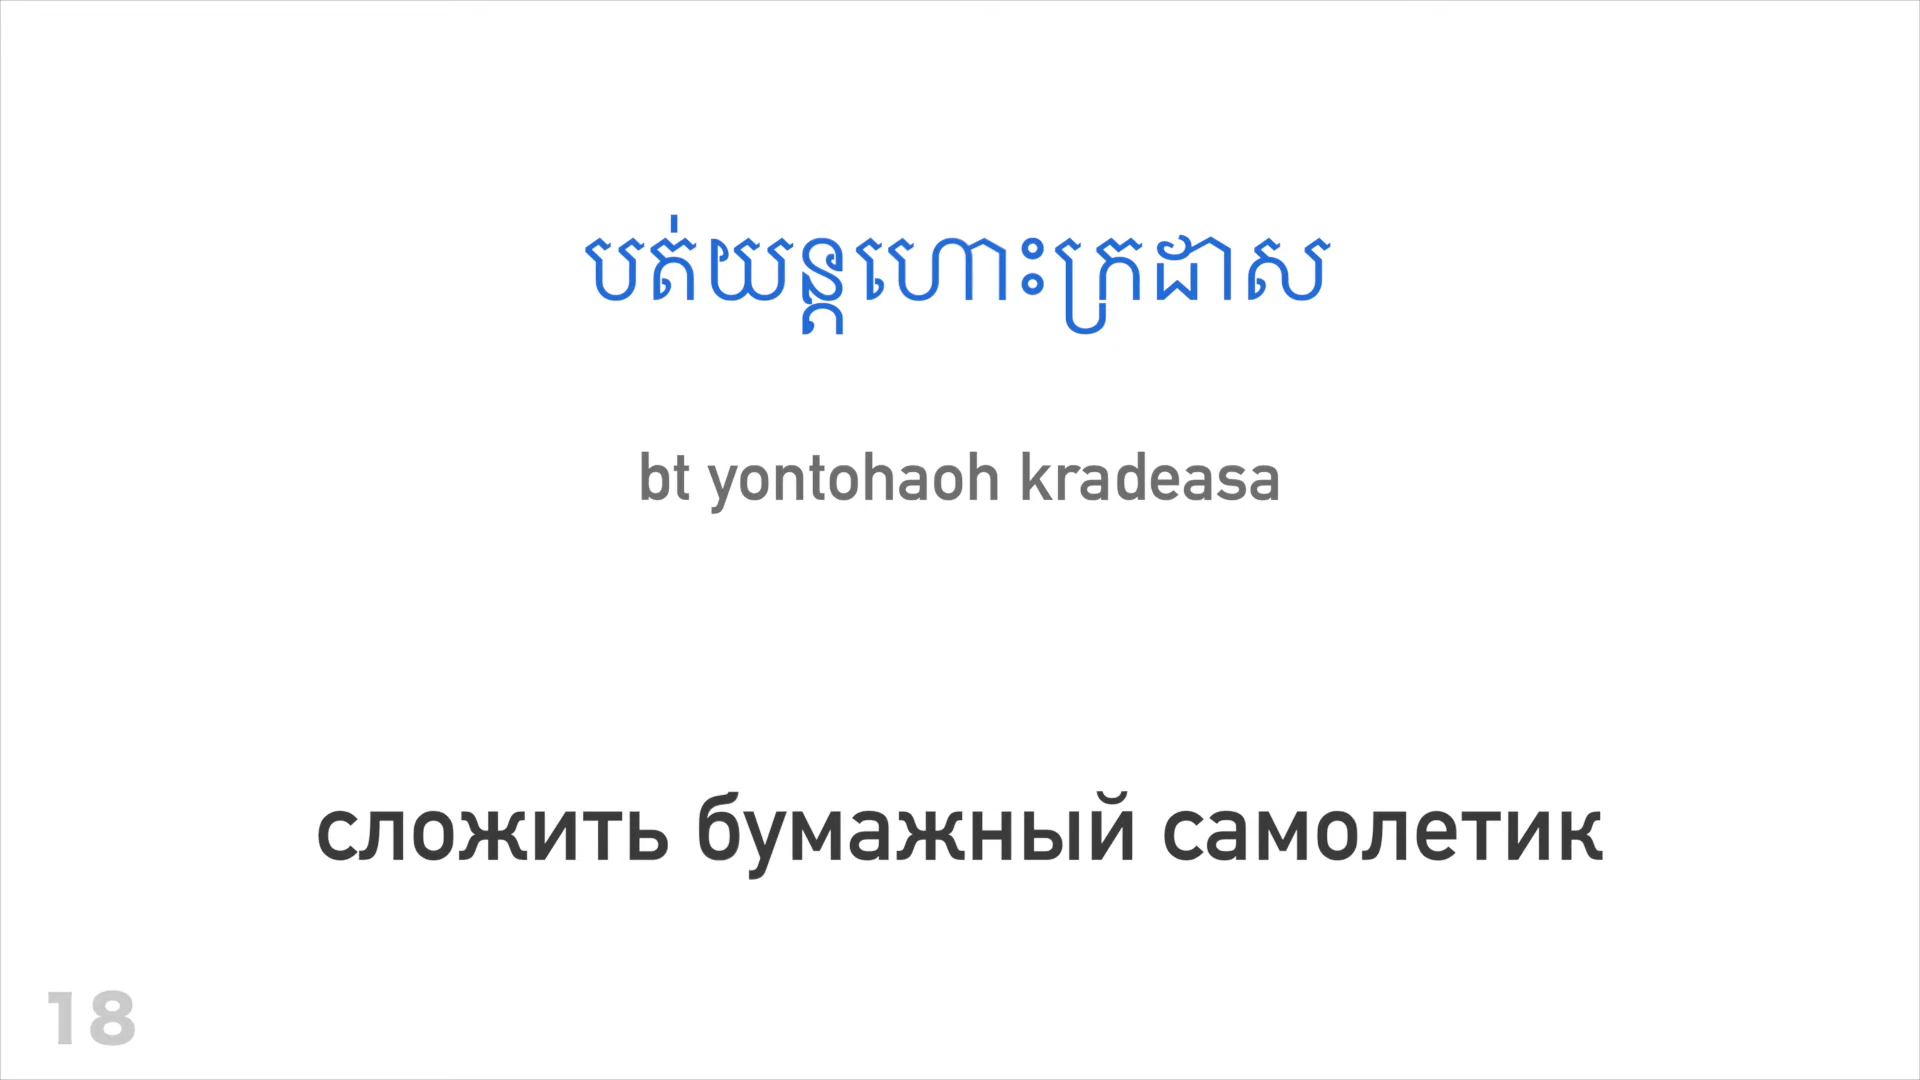 បត់យន្តហោះក្រដាស
bt yontohaoh kradeasa
сложить бумажный самолетик
18